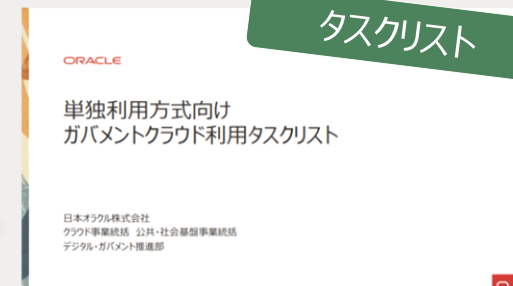 タスクリスト
ORACLE
単独利用方式向け
ガバメントクラウド利用タスクリスト
日本オラクル株式会社
クラウド事業統括 公共・社会基盤事業統括
デジタル・ガバメント推進部